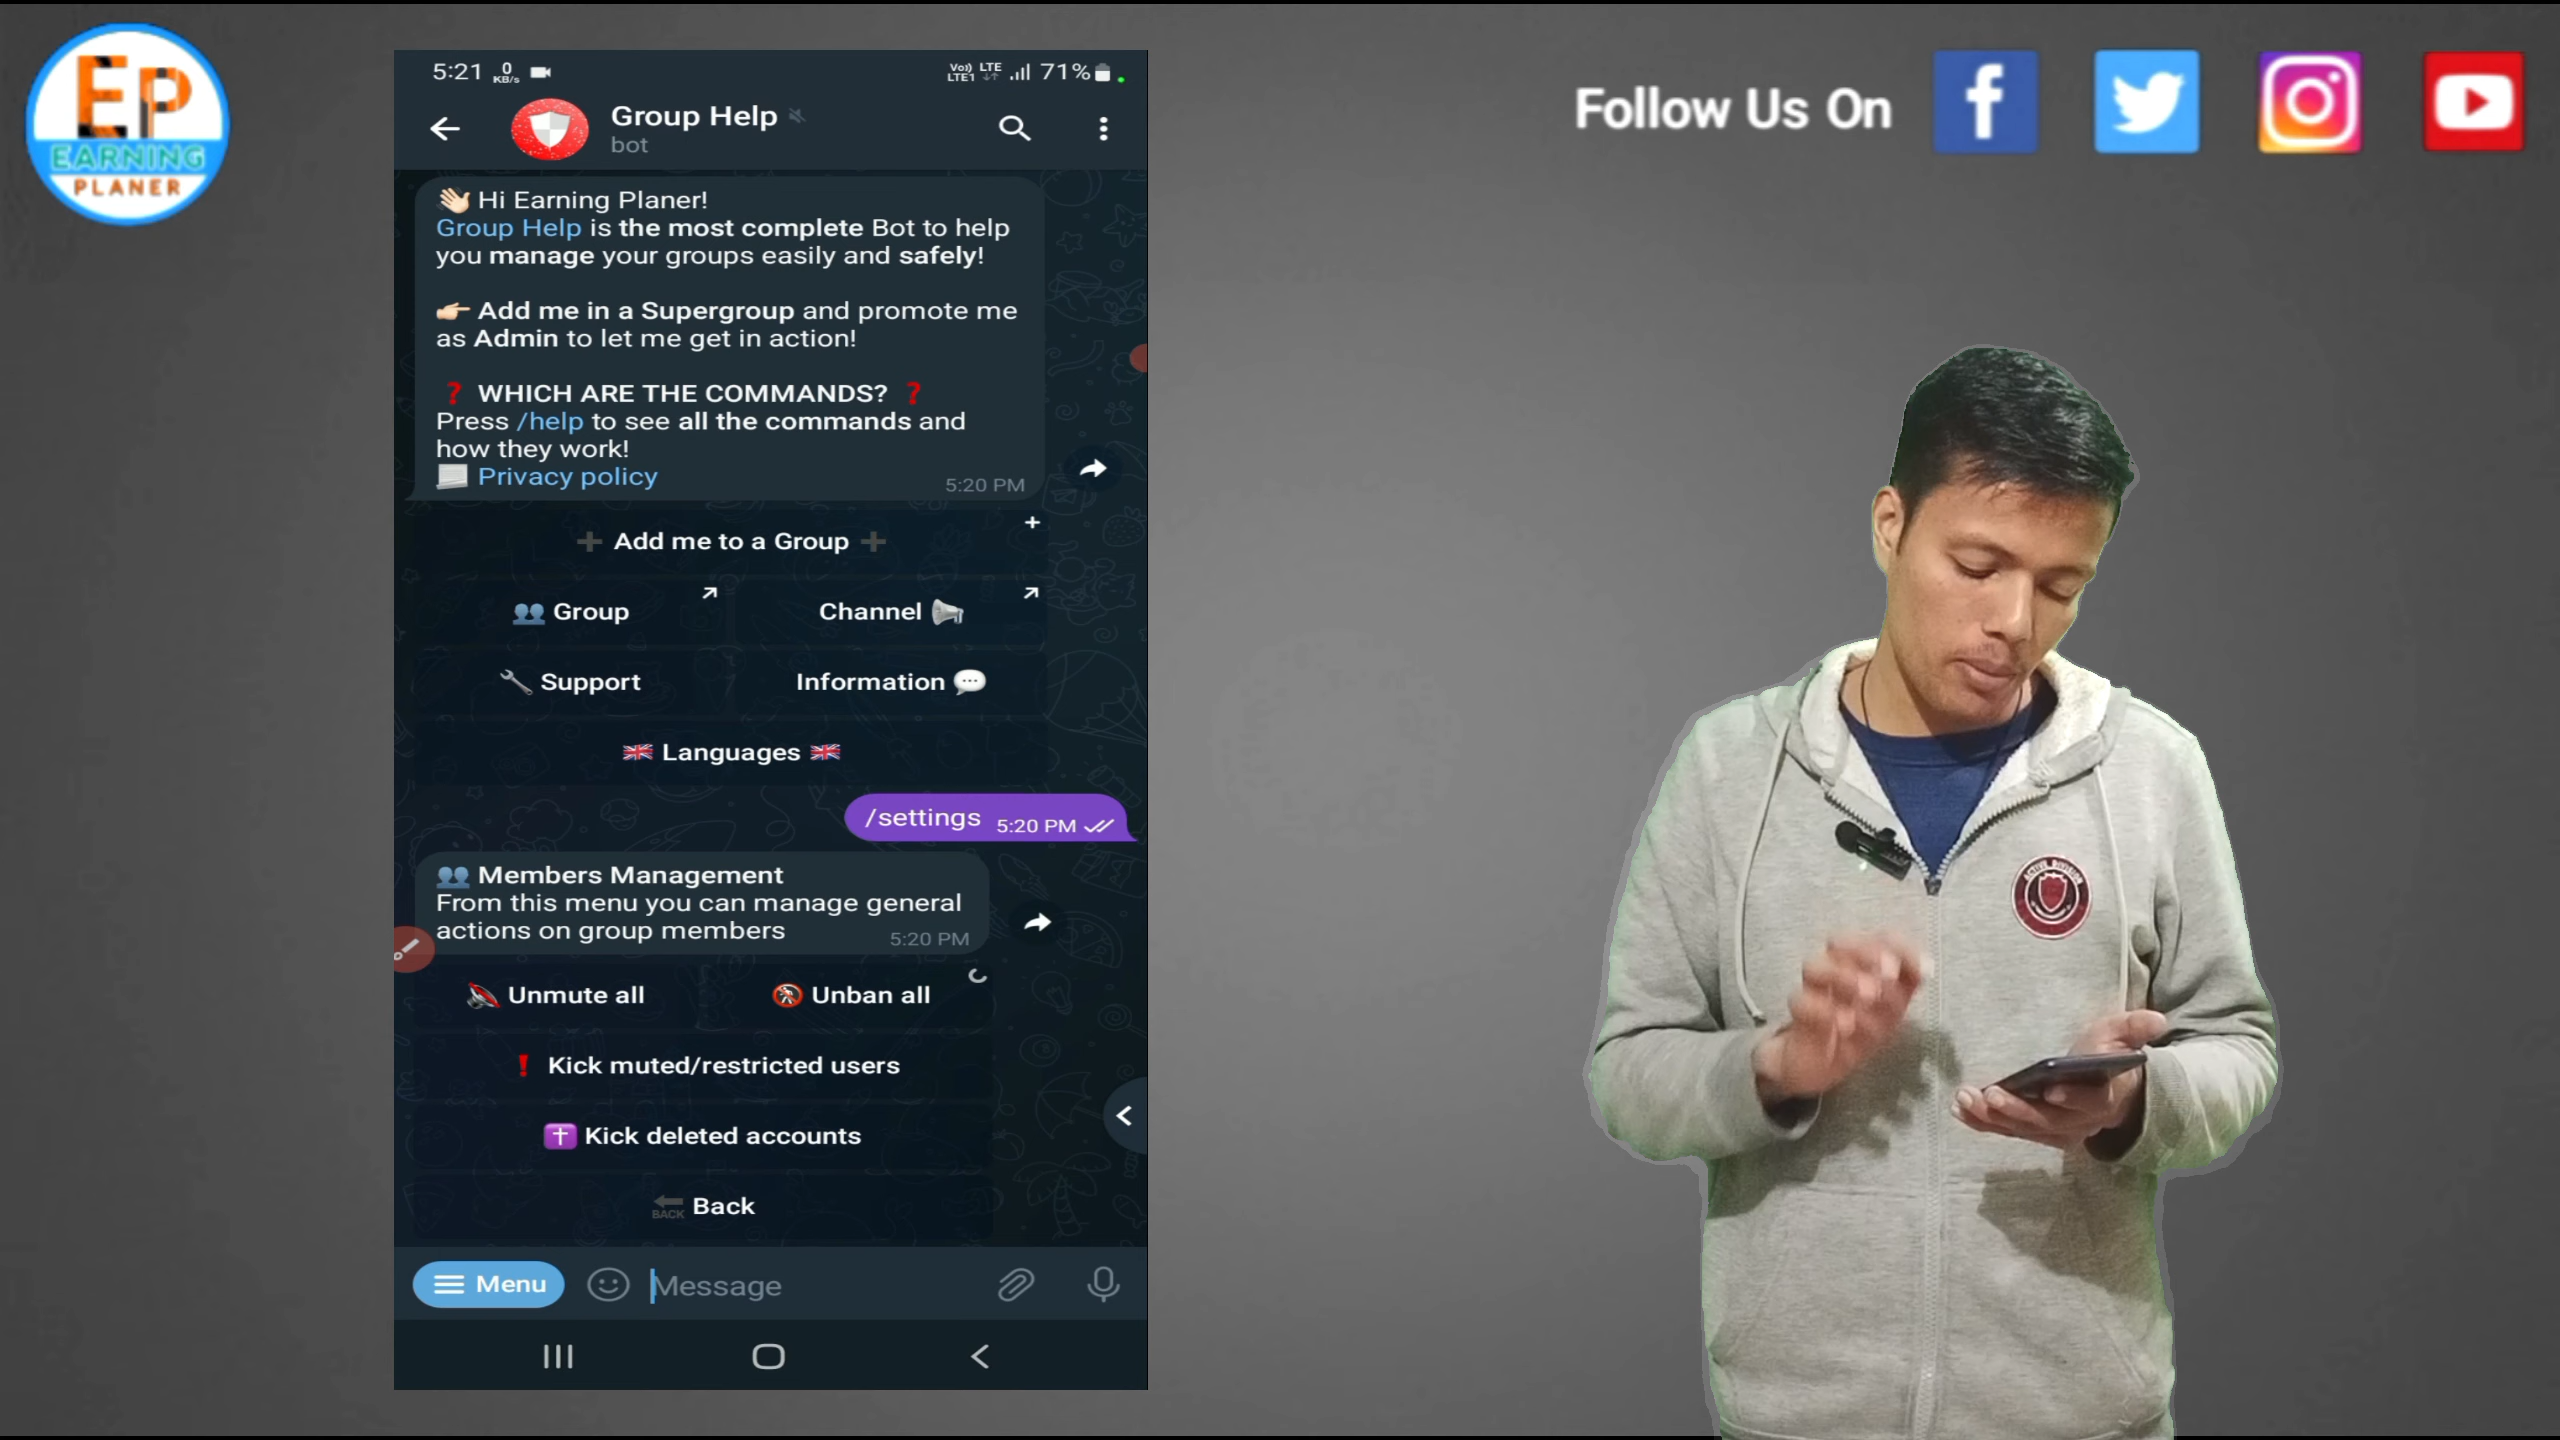 EP
EARNING
PLANER
Follow Us On
5:21 0 KB/s Vo) LTE1 LTE 71%
Group Help
bot
👋🏻 Hi Earning Planer!
Group Help is the most complete Bot to help
you manage your groups easily and safely!
👉🏻 Add me in a Supergroup and promote me
as Admin to let me get in action!
❓ WHICH ARE THE COMMANDS? ❓
Press /help to see all the commands and
how they work!
📃 Privacy policy 5:20 PM
➕ Add me to a Group ➕
👥 Group
Channel 📢
🔧 Support
Information 💬
🇬🇧 Languages 🇬🇧
/settings 5:20 PM
👥 Members Management
From this menu you can manage general
actions on group members 5:20 PM
Unmute all
🚷 Unban all
❗ Kick muted/restricted users
✝️ Kick deleted accounts
🔙 Back
Menu
Message